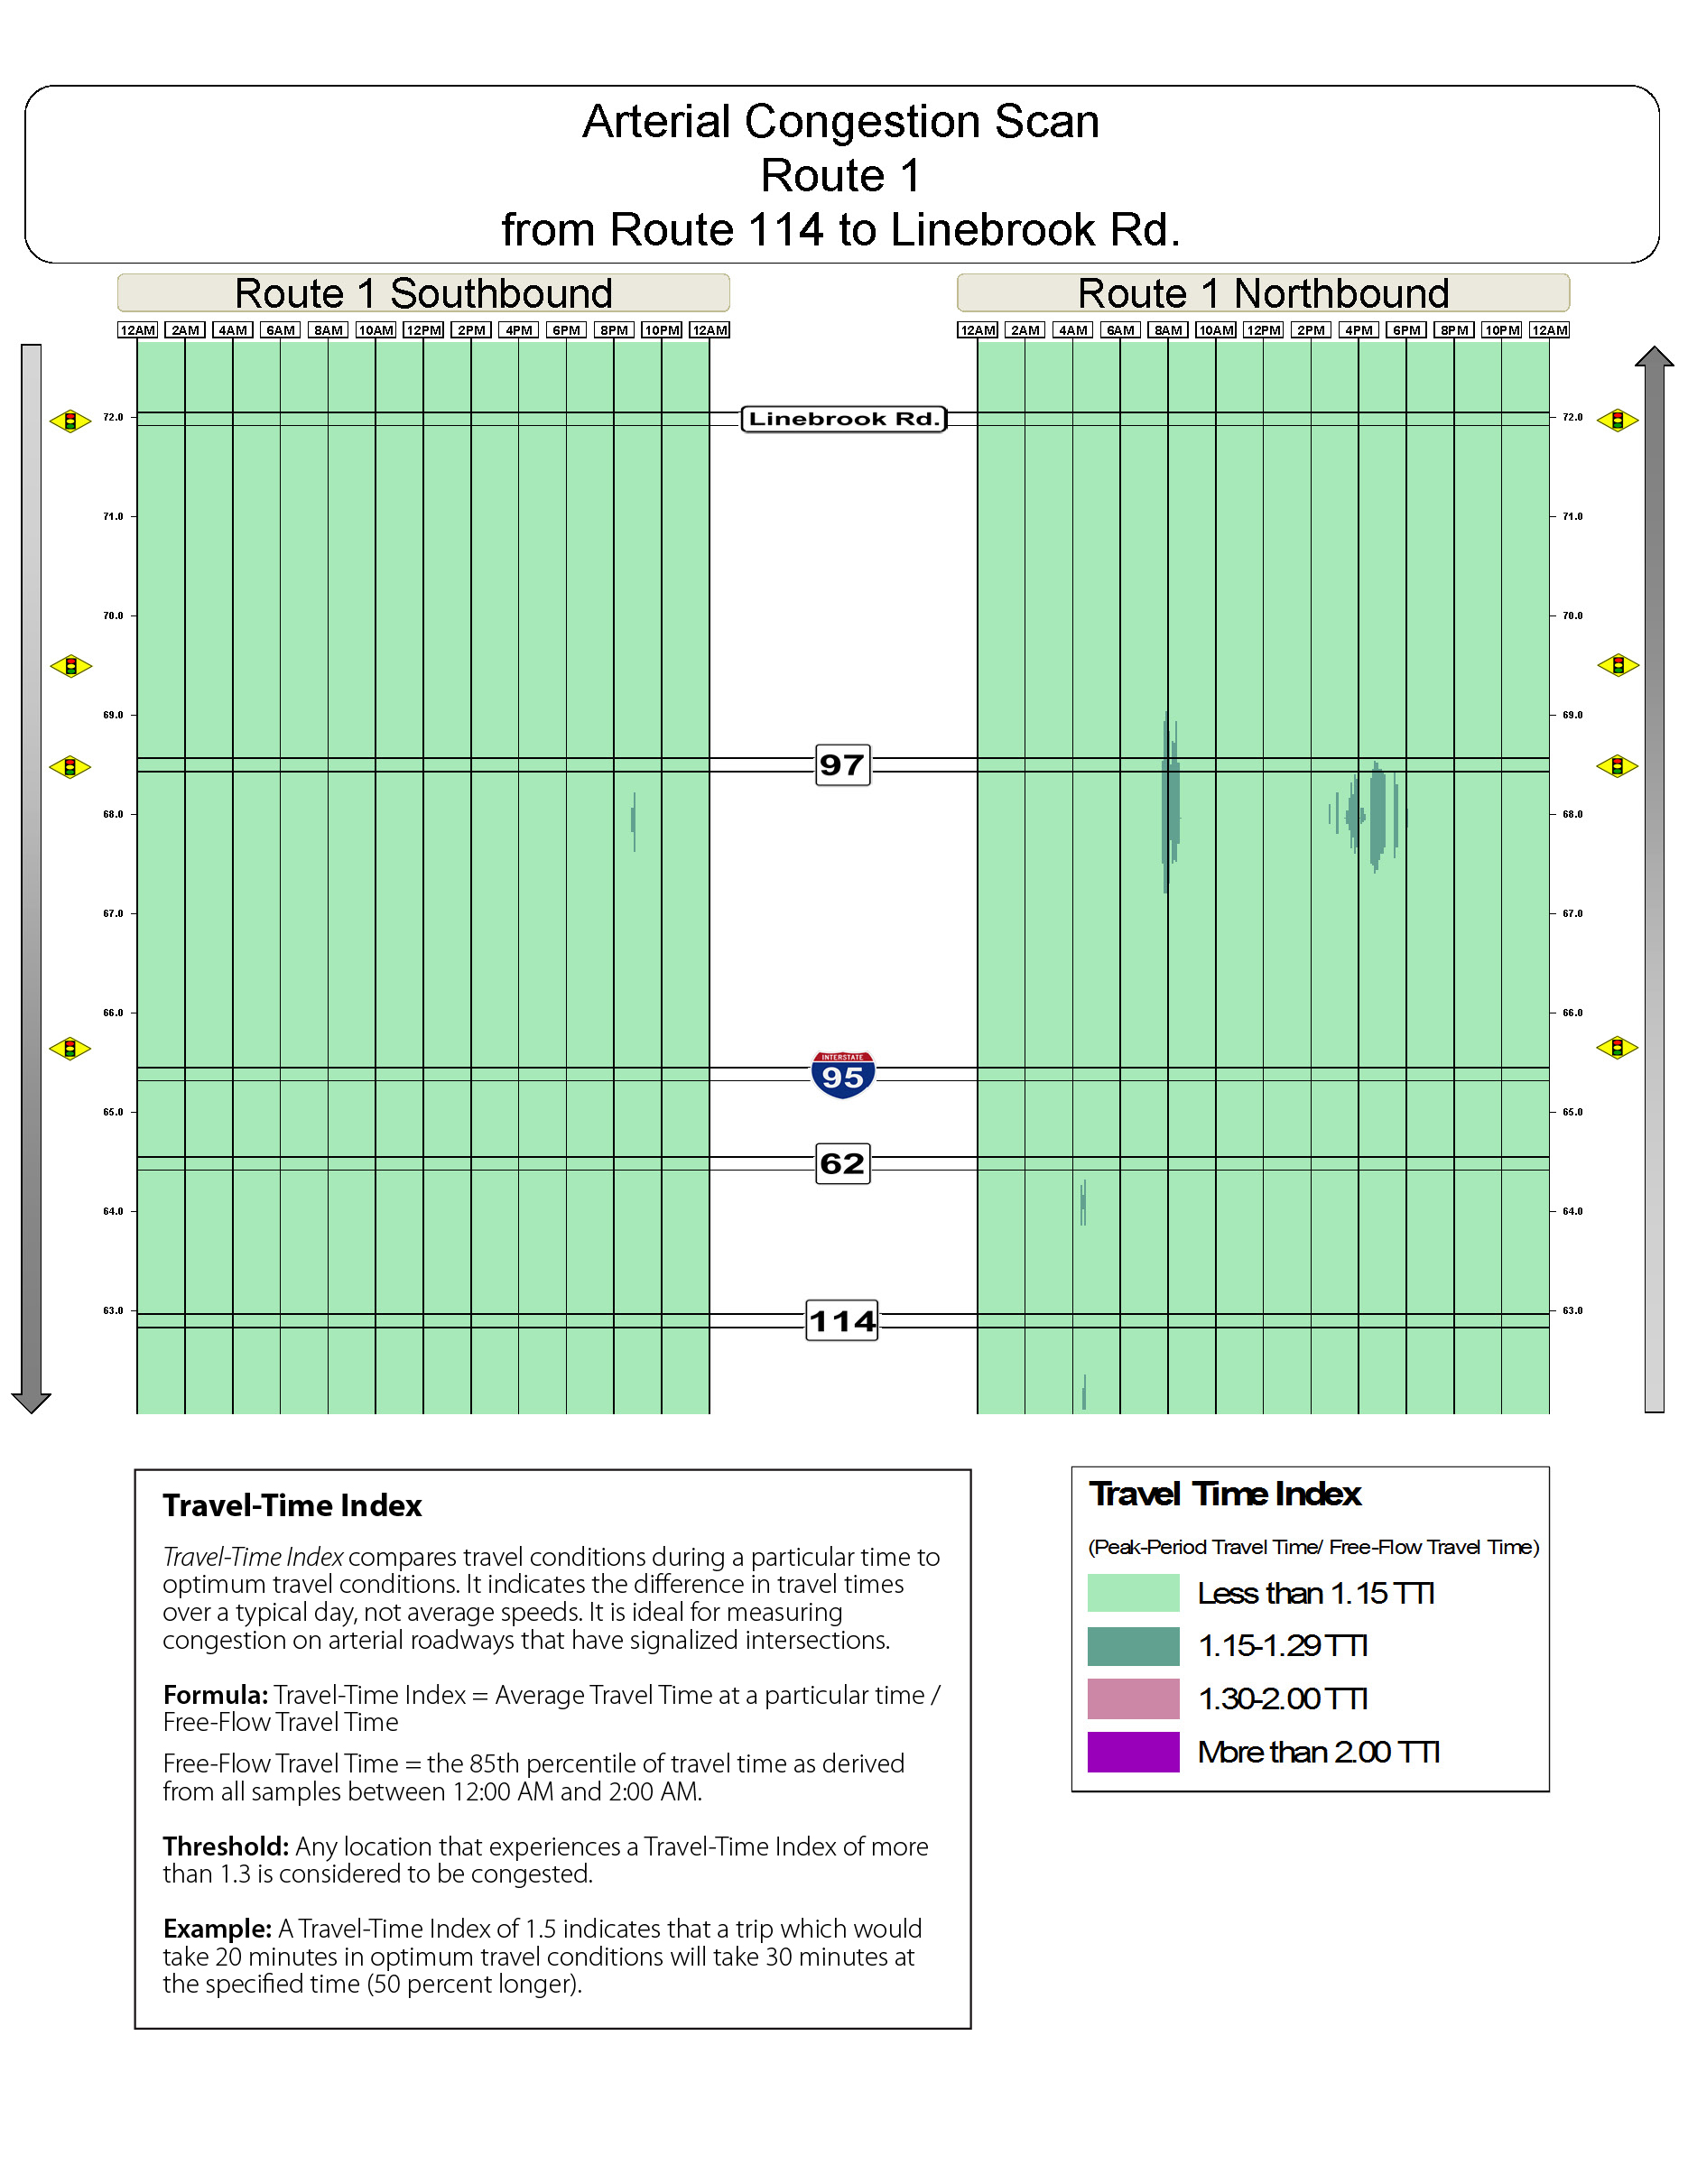 Arterial Congestion Scan
Route 1
from Route 114 to Linebrook Rd.
Route 1 Southbound
Route 1 Northbound
12AM 2AM 4AM 6AM 8AM 10AM 12PM 2PM 4PM 6PM 8PM 10PM 12AM
12AM 2AM 4AM 6AM 8AM 10AM 12PM 2PM 4PM 6PM 8PM 10PM 12AM
72.0 Linebrook Rd. 72.0
71.0 71.0
70.0 70.0
69.0 69.0
97
68.0 68.0
67.0 67.0
66.0 66.0
INTERSTATE
95
65.0 65.0
62
64.0 64.0
63.0 63.0
114
Travel-Time Index
Travel-Time Index compares travel conditions during a particular time to
optimum travel conditions. It indicates the difference in travel times
over a typical day, not average speeds. It is ideal for measuring
congestion on arterial roadways that have signalized intersections.
Formula: Travel-Time Index = Average Travel Time at a particular time /
Free-Flow Travel Time
Free-Flow Travel Time = the 85th percentile of travel time as derived
from all samples between 12:00 AM and 2:00 AM.
Threshold: Any location that experiences a Travel-Time Index of more
than 1.3 is considered to be congested.
Example: A Travel-Time Index of 1.5 indicates that a trip which would
take 20 minutes in optimum travel conditions will take 30 minutes at
the specified time (50 percent longer).
Travel Time Index
(Peak-Period Travel Time/ Free-Flow Travel Time)
Less than 1.15 TTI
1.15-1.29 TTI
1.30-2.00 TTI
More than 2.00 TTI